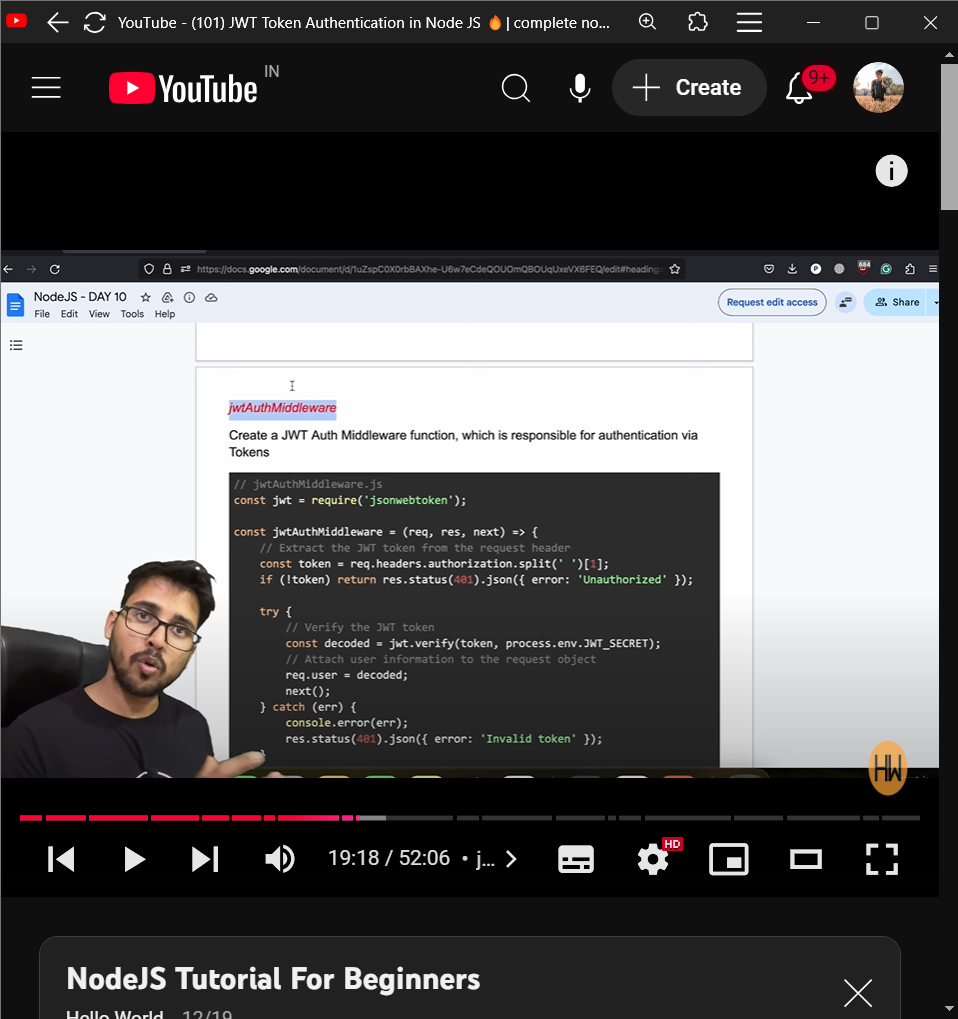 YouTube - (101) JWT Token Authentication in Node JS 🔥 | complete no...
YouTube IN
Create
9+
https://docs.google.com/document/d/1uZspC0X0rbBAXhe-U6w7eCdeQOUOmQBOUqUxeVX6FEQ/edit#heading=
684
NodeJS - DAY 10
File Edit View Tools Help
Request edit access
Share
jwtAuthMiddleware
Create a JWT Auth Middleware function, which is responsible for authentication via
Tokens
// jwtAuthMiddleware.js
const jwt = require('jsonwebtoken');
const jwtAuthMiddleware = (req, res, next) => {
// Extract the JWT token from the request header
const token = req.headers.authorization.split(' ')[1];
if (!token) return res.status(401).json({ error: 'Unauthorized' });
try {
// Verify the JWT token
const decoded = jwt.verify(token, process.env.JWT_SECRET);
// Attach user information to the request object
req.user = decoded;
next();
} catch (err) {
console.error(err);
res.status(401).json({ error: 'Invalid token' });
}
HW
19:18 / 52:06 • j...
HD
NodeJS Tutorial For Beginners
Hello World 12/19